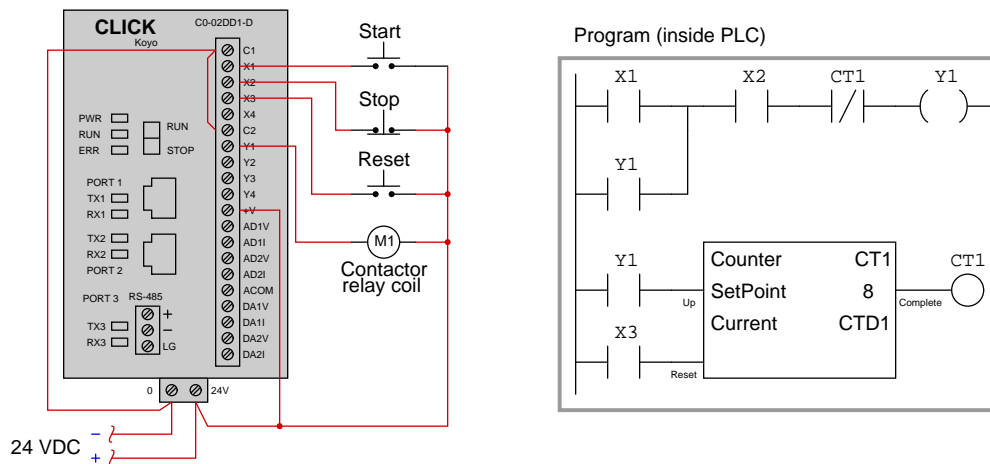 CLICK
Koyo
C0-02DD1-D
C1
X1
X2
X3
X4
C2
Y1
Y2
Y3
Y4
+V
AD1V
AD1I
AD2V
AD2I
ACOM
DA1V
DA1I
DA2V
DA2I
PWR
RUN
ERR
RUN
STOP
PORT 1
TX1
RX1
TX2
RX2
PORT 2
PORT 3
RS-485
TX3
RX3
+
−
LG
0
24V
24 VDC
−
+
Start
Stop
Reset
M1
Contactor
relay coil
Program (inside PLC)
X1
X2
CT1
Y1
Y1
Y1
Up
X3
Reset
Counter CT1
SetPoint 8
Current CTD1
Complete
CT1